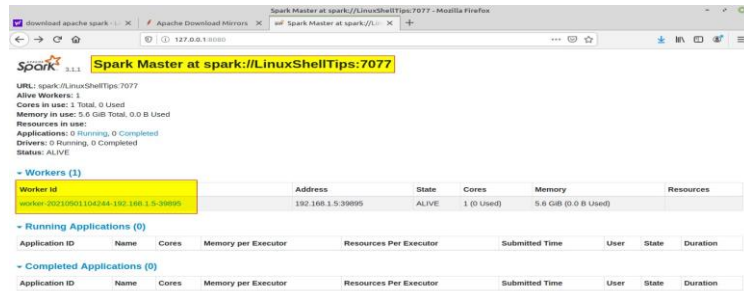 Spark Master at spark://LinuxShellTips:7077 - Mozilla Firefox
download apache spark - Li
Apache Download Mirrors
Spark Master at spark://Lin
127.0.0.1:8080
Spark 3.1.1 Spark Master at spark://LinuxShellTips:7077
URL: spark://LinuxShellTips:7077
Alive Workers: 1
Cores in use: 1 Total, 0 Used
Memory in use: 5.6 GiB Total, 0.0 B Used
Resources in use:
Applications: 0 Running, 0 Completed
Drivers: 0 Running, 0 Completed
Status: ALIVE
Workers (1)
Worker Id Address State Cores Memory Resources
worker-20210501104244-192.168.1.5-39895 192.168.1.5:39895 ALIVE 1 (0 Used) 5.6 GiB (0.0 B Used)
Running Applications (0)
Application ID Name Cores Memory per Executor Resources Per Executor Submitted Time User State Duration
Completed Applications (0)
Application ID Name Cores Memory per Executor Resources Per Executor Submitted Time User State Duration